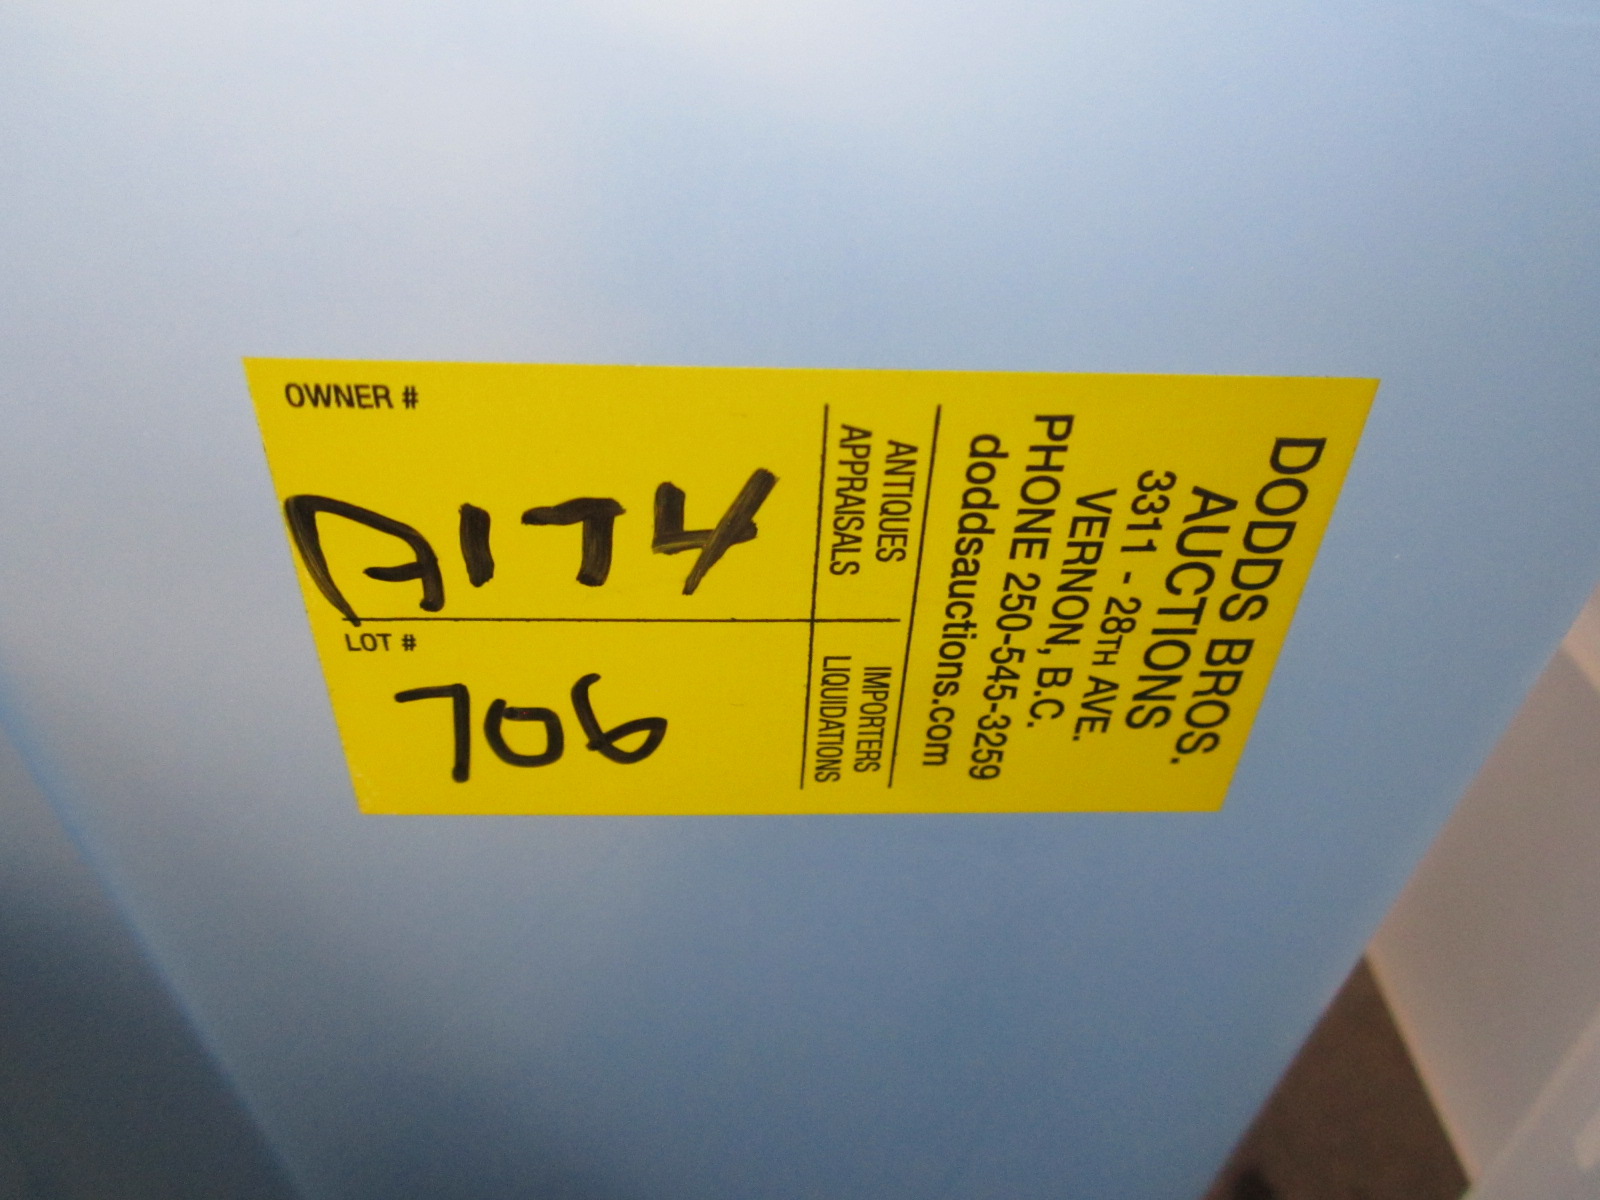 DODDS BROS.
AUCTIONS
3311 - 28TH AVE.
VERNON, B.C.
PHONE 250-545-3259
doddsauctions.com
ANTIQUES
APPRAISALS
IMPORTERS
LIQUIDATIONS
OWNER #
LOT #
706